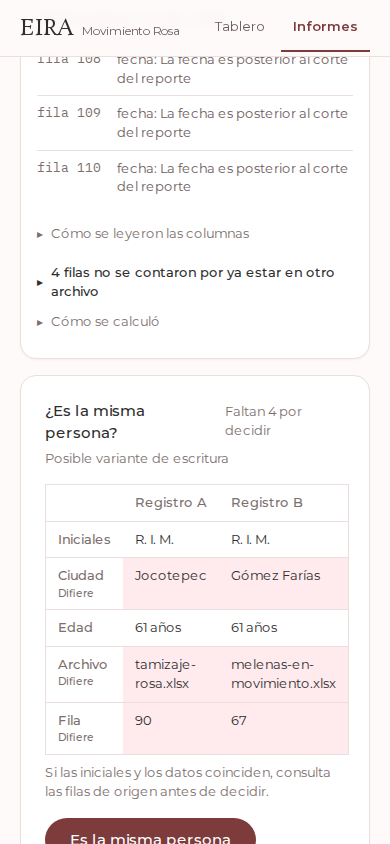 EIRA Movimiento Rosa Tablero Informes
fila 108 fecha: La fecha es posterior al corte
del reporte
fila 109 fecha: La fecha es posterior al corte
del reporte
fila 110 fecha: La fecha es posterior al corte
del reporte
▸ Cómo se leyeron las columnas
▸ 4 filas no se contaron por ya estar en otro
archivo
▸ Cómo se calculó
¿Es la misma
persona?
Faltan 4 por
decidir
Posible variante de escritura
Registro A Registro B
Iniciales R. I. M. R. I. M.
Ciudad Jocotepec Gómez Farías
Difiere
Edad 61 años 61 años
Archivo tamizaje- melenas-en-
Difiere rosa.xlsx movimiento.xlsx
Fila 90 67
Difiere
Si las iniciales y los datos coinciden, consulta
las filas de origen antes de decidir.
Es la misma persona